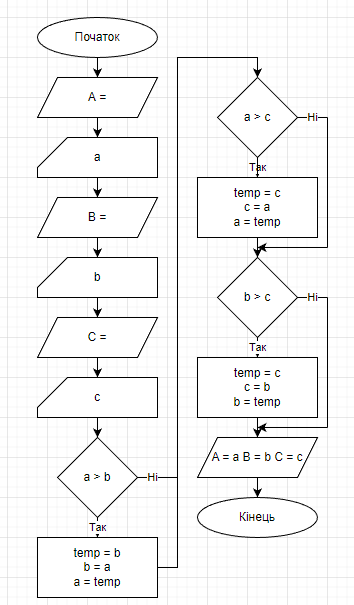 Початок
A =
a
B =
b
C =
c
a > b
Ні
Так
temp = b
b = a
a = temp
a > c
Ні
Так
temp = c
c = a
a = temp
b > c
Ні
Так
temp = c
c = b
b = temp
A = a B = b C = c
Кінець